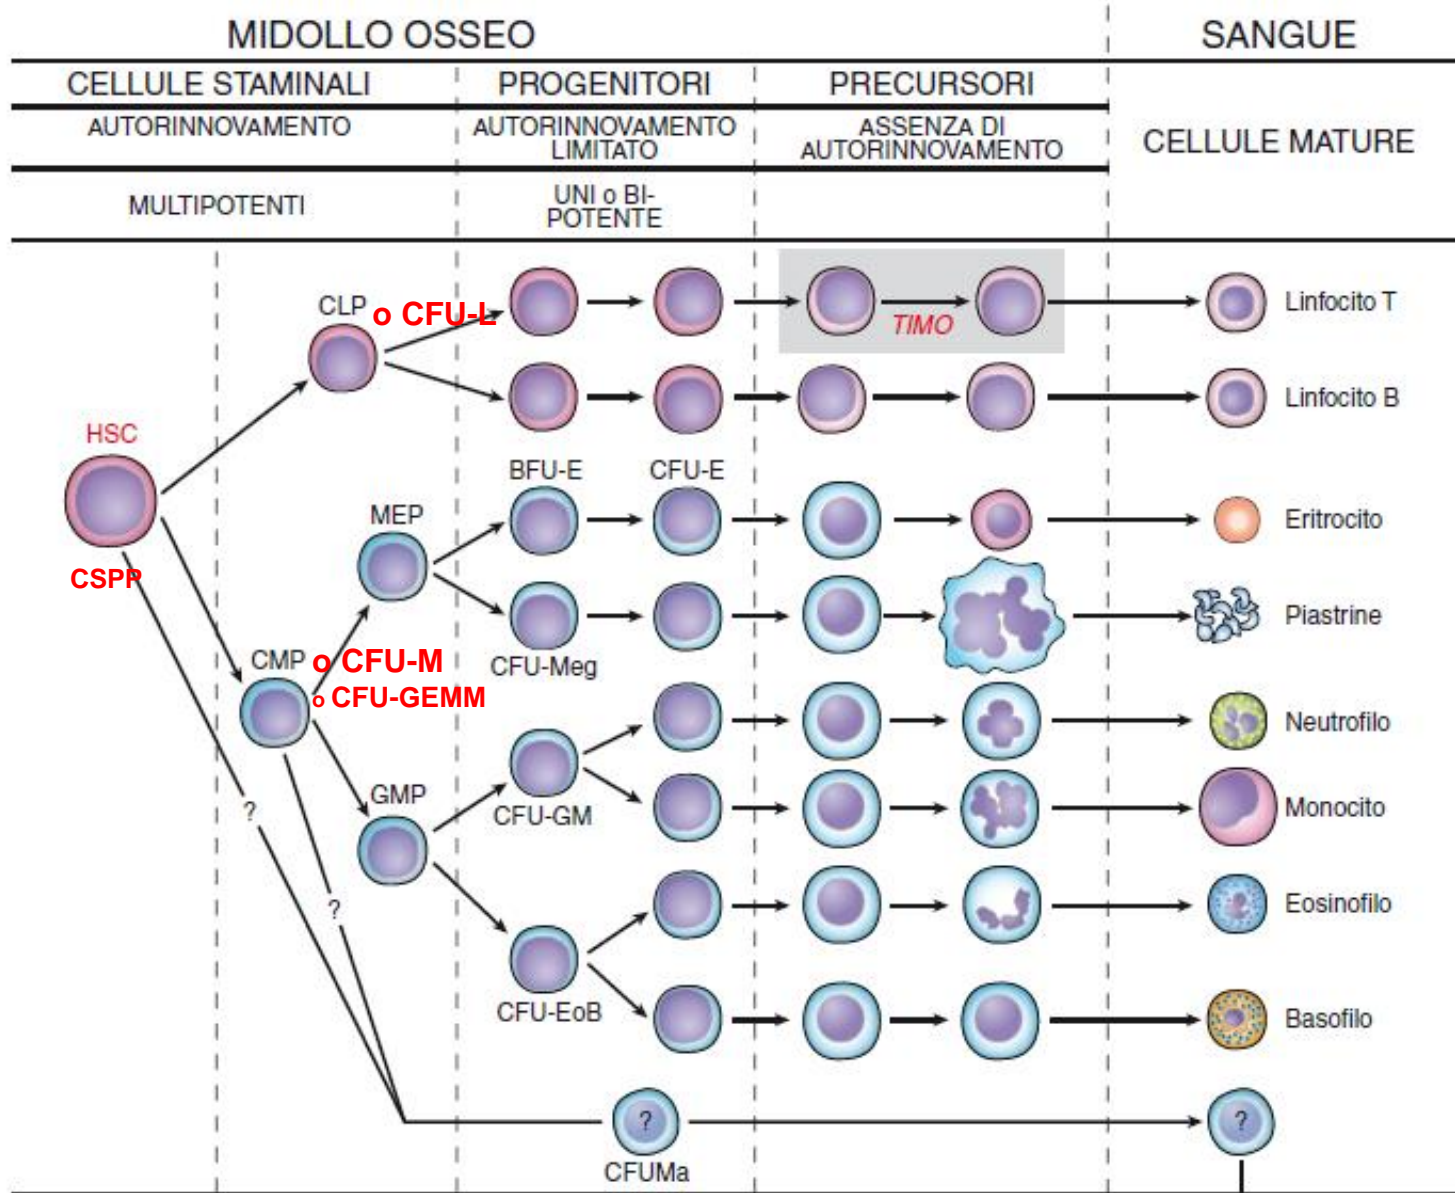 MIDOLLO OSSEO
SANGUE
CELLULE STAMINALI
PROGENITORI
PRECURSORI
AUTORINNOVAMENTO
AUTORINNOVAMENTO
LIMITATO
ASSENZA DI
AUTORINNOVAMENTO
CELLULE MATURE
MULTIPOTENTI
UNI o BI-
POTENTE
CLP o CFU-L
TIMO
Linfocito T
Linfocito B
HSC
CSPP
BFU-E
CFU-E
MEP
Eritrocito
CFU-Meg
Piastrine
CMP o CFU-M
o CFU-GEMM
Neutrofilo
GMP
CFU-GM
Monocito
?
?
Eosinofilo
CFU-EoB
Basofilo
?
?
CFUMa